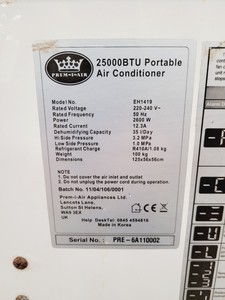 PREM-I-AIR
25000BTU Portable
Air Conditioner
Model No. EH1419
Rated Voltage 220-240 V~
Rated Frequency 50 Hz
Power 2600 W
Rated Current 12.3A
Dehumidifying Capacity 35 l/Day
Hi Side Pressure 3.2 MPa
Low Side Pressure 1.0 MPa
Refrigerant Charge R410A/1.08 kg
Weight 100 kg
Dimensions 120x56x56cm
NOTE
1. Do not cover the air inlet and outlet
2. Do not unplug the power cord during operation.
Batch No. 11/04/106/0001
Prem-i-Air Appliances Ltd.
Lancots Lane,
Sutton St Helens.
WA9 3EX
UK
Help DeskTel: 0845 4594816
Made in Korea
Serial No.: PRE-6A110002